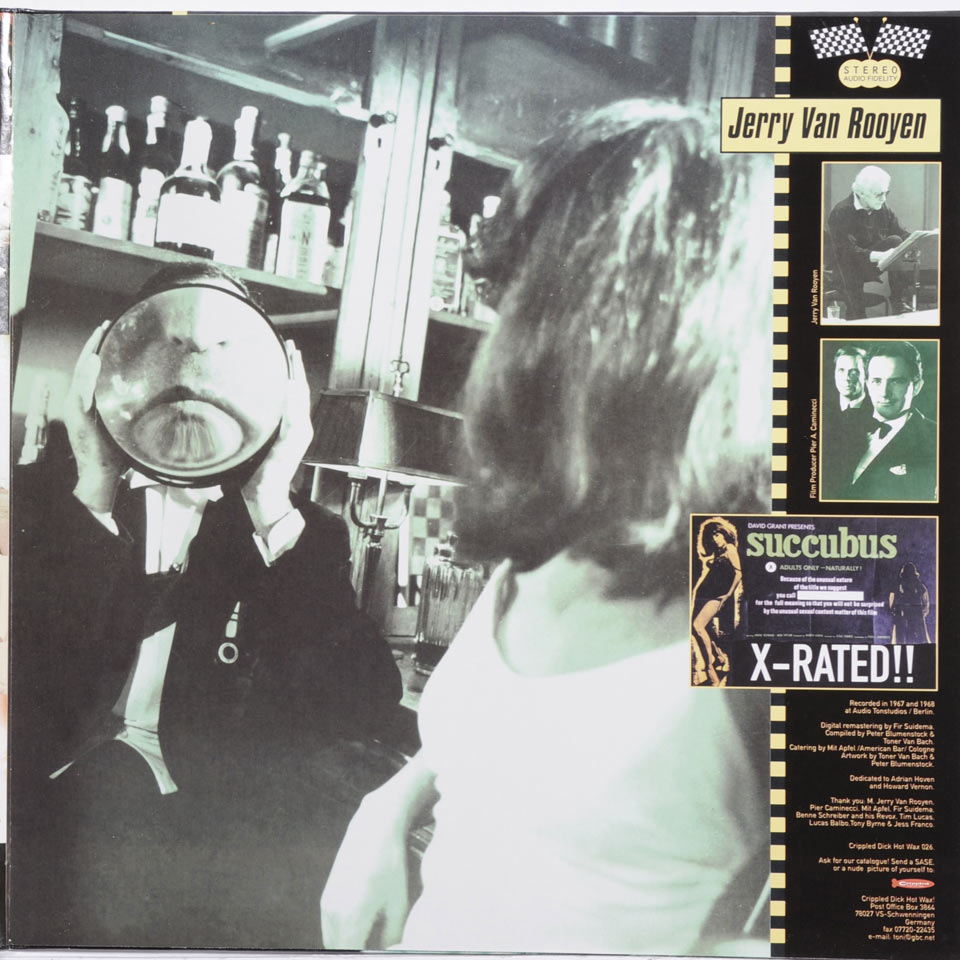 STEREO
AUDIO FIDELITY
Jerry Van Rooyen
Jerry Van Rooyen
Film Producer Pier A. Caminecci
DAVID GRANT PRESENTS
succubus
X ADULTS ONLY - NATURALLY!
Because of the unusual nature
of the title we suggest
you call
for the full meaning so that you will not be surprised
by the unusual sexual content matter of this film
X-RATED!!
Recorded in 1967 and 1968
at Audio Tonstudios / Berlin.
Digital remastering by Fir Suidema.
Compiled by Peter Blumenstock &
Toner Van Bach.
Catering by Mit Apfel /American Bar/ Cologne
Artwork by Toner Van Bach &
Peter Blumenstock.
Dedicated to Adrian Hoven
and Howard Vernon.
Thank you: M. Jerry Van Rooyen,
Pier Caminecci, Mit Apfel, Fir Suidema,
Benne Schreiber and his Revox, Tim Lucas,
Lucas Balbo,Tony Byrne & Jess Franco.
Crippled Dick Hot Wax 026.
Ask for our catalogue! Send a SASE,
or a nude picture of yourself to:
Crippled
Crippled Dick Hot Wax!
Post Office Box 3864
78027 VS-Schwenningen
Germany
fax 07720-22435
e-mail. toni@gbc.net